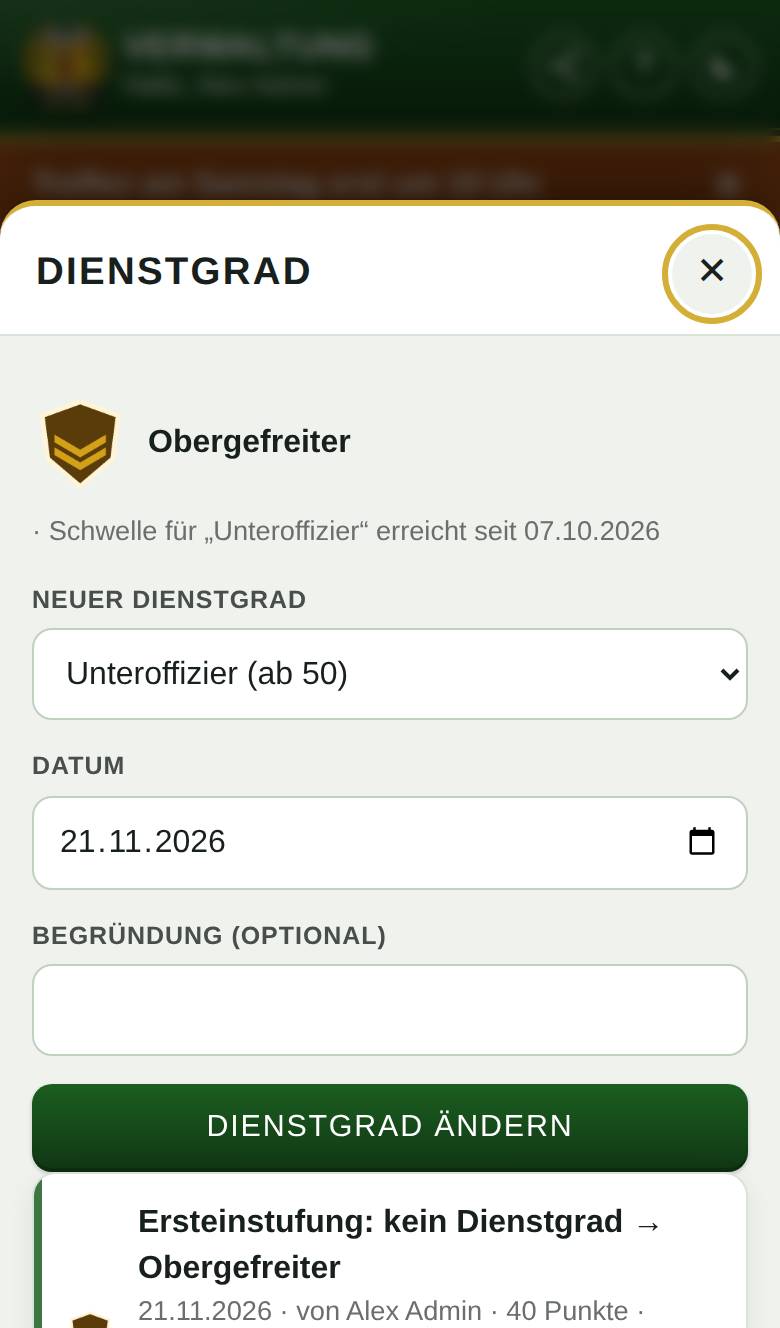 VERWALTUNG
DIENSTGRAD
✕
Obergefreiter
· Schwelle für „Unteroffizier“ erreicht seit 07.10.2026
NEUER DIENSTGRAD
Unteroffizier (ab 50)
DATUM
21.11.2026
BEGRÜNDUNG (OPTIONAL)
DIENSTGRAD ÄNDERN
Ersteinstufung: kein Dienstgrad →
Obergefreiter
21.11.2026 · von Alex Admin · 40 Punkte ·